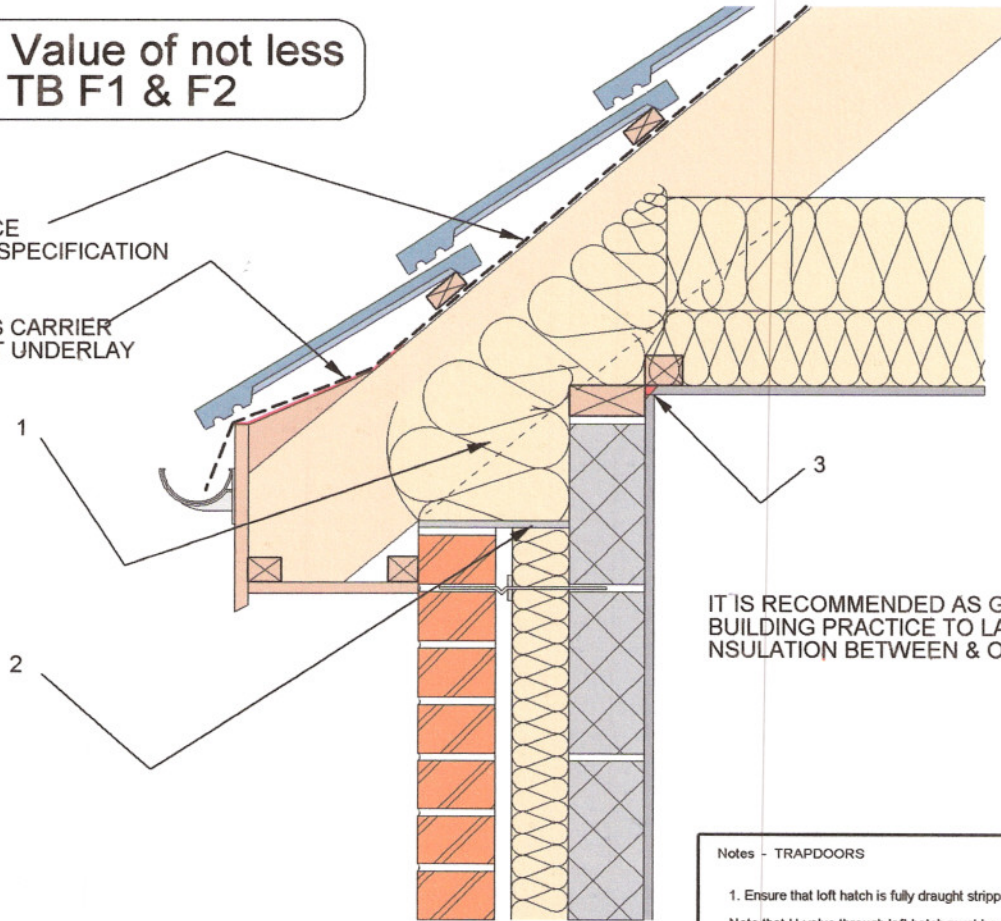 Value of not less
TB F1 & F2
CE
SPECIFICATION
S CARRIER
T UNDERLAY
1
3
2
IT IS RECOMMENDED AS G
BUILDING PRACTICE TO LA
NSULATION BETWEEN & O
Notes - TRAPDOORS
1. Ensure that loft hatch is fully draught stripp